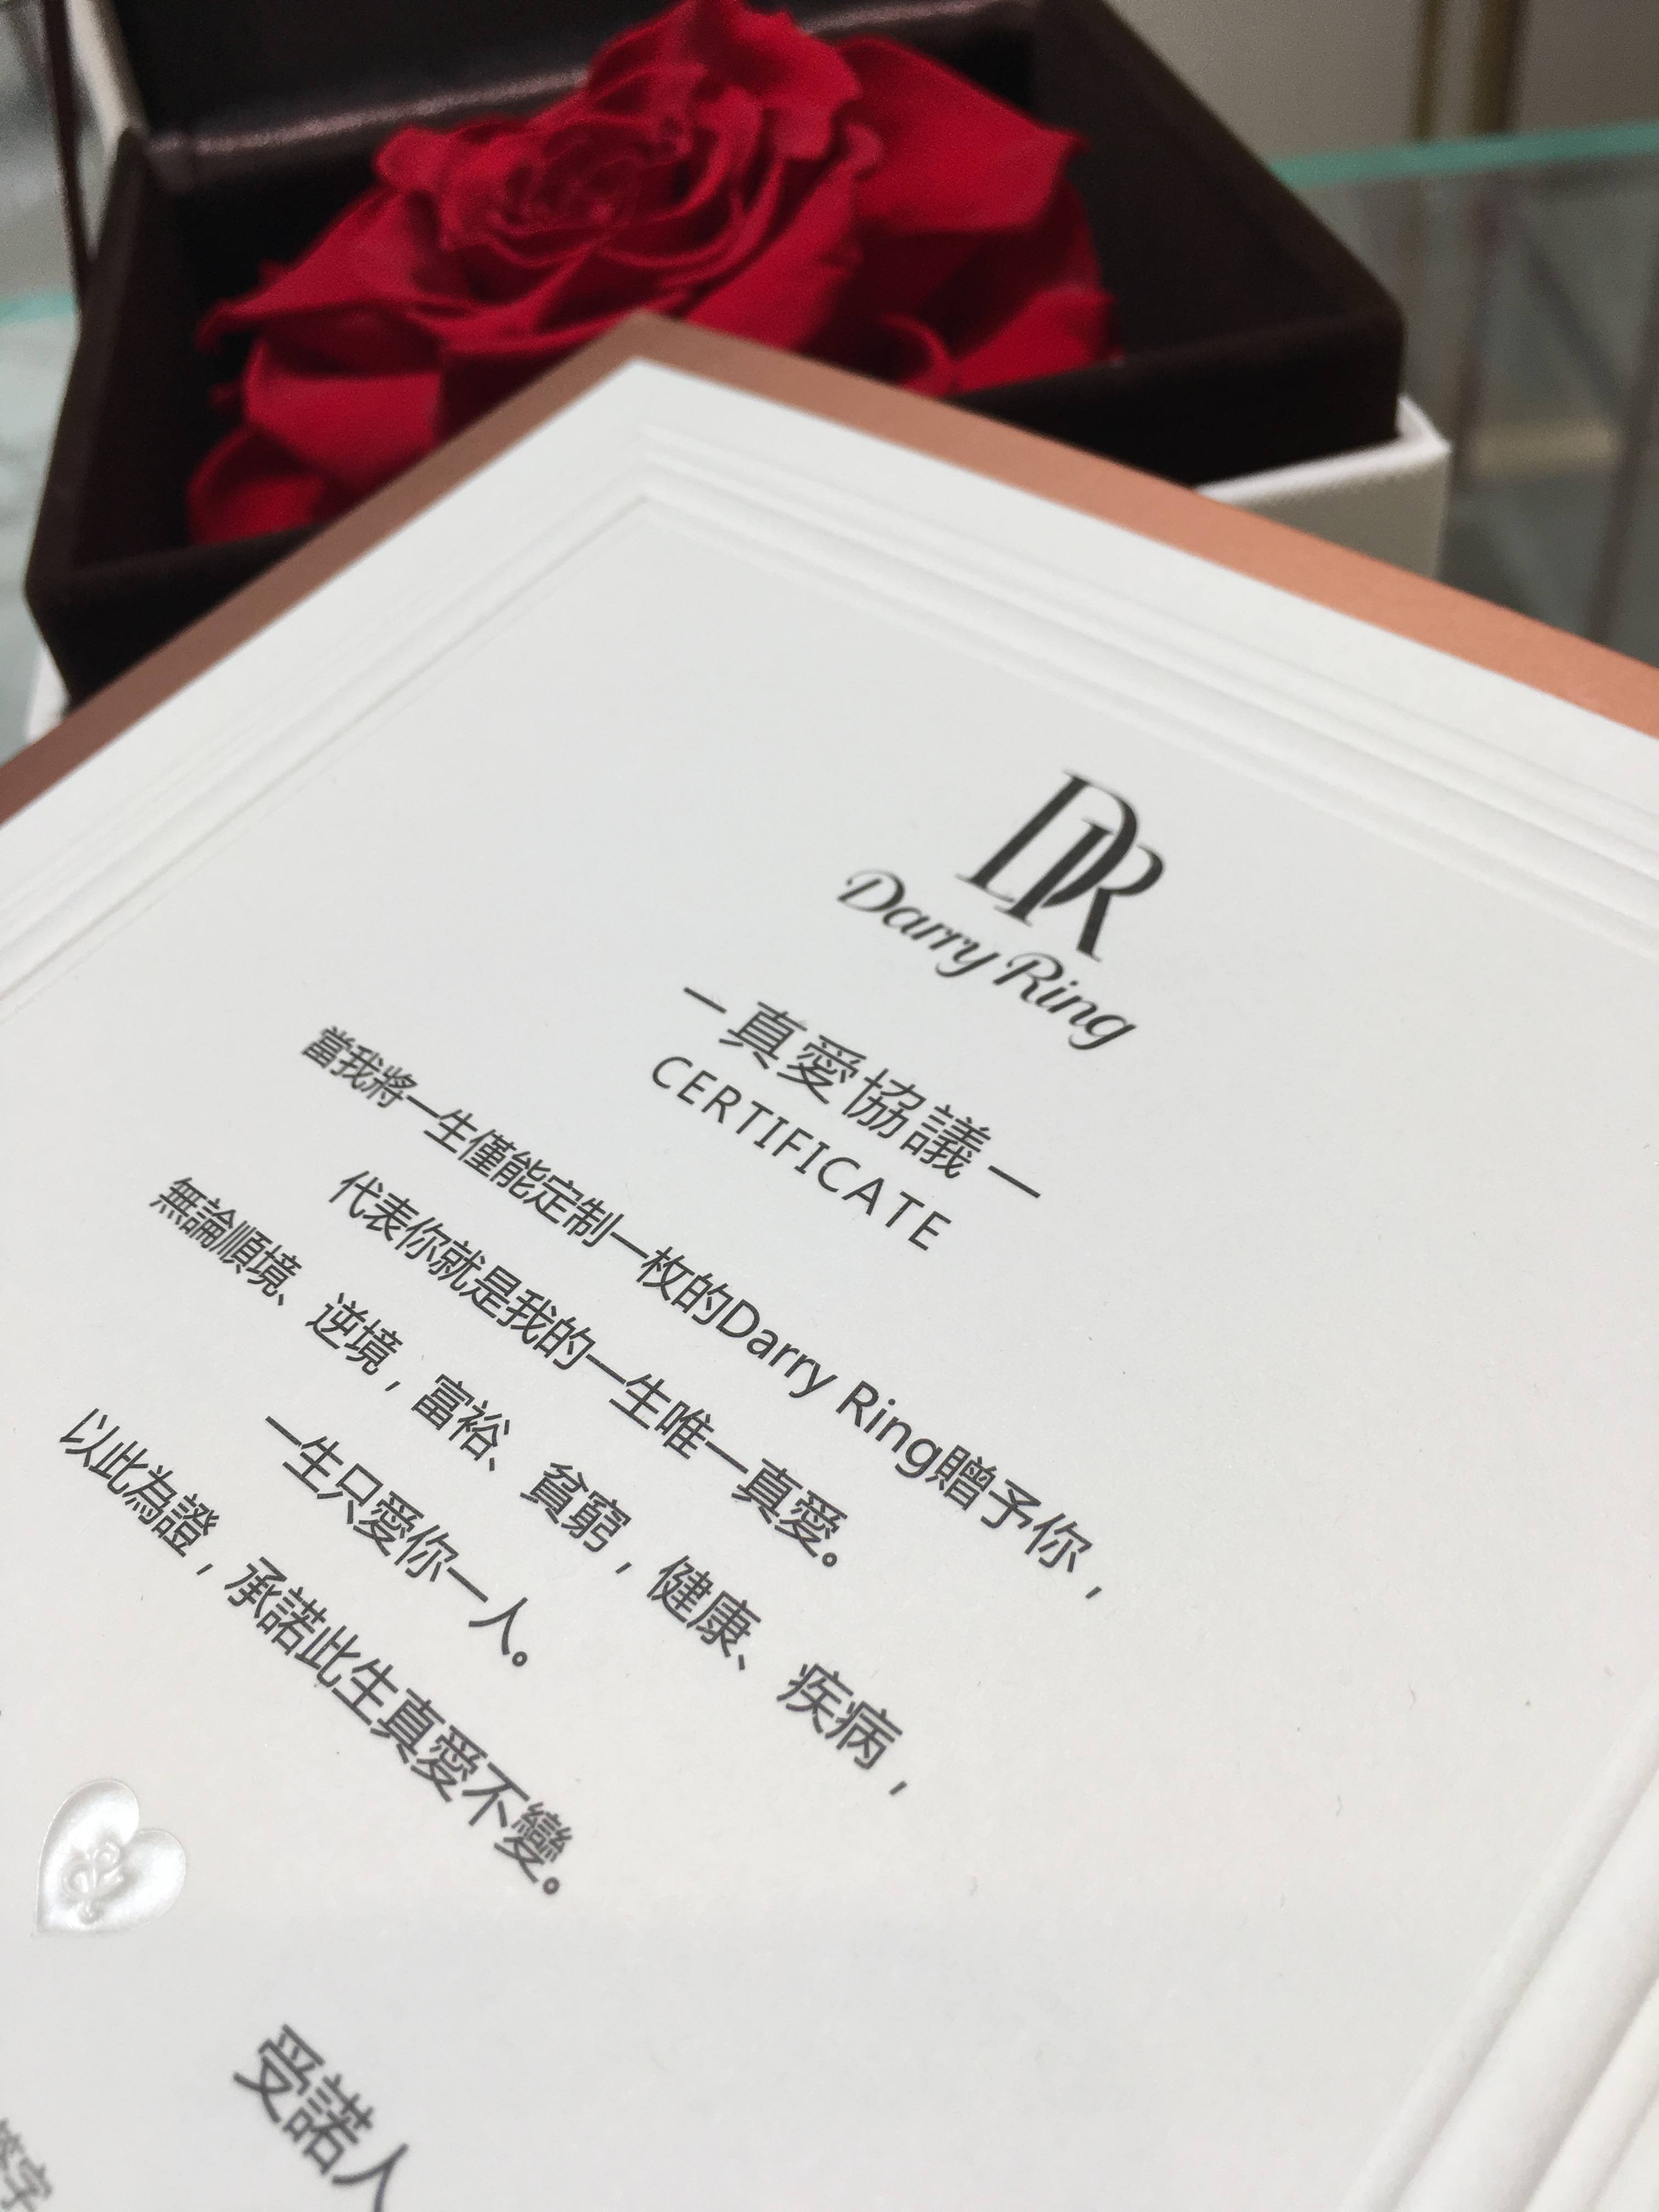 DR
Darry Ring
— 真愛協議 —
CERTIFICATE
當我將一生僅能定制一枚的Darry Ring贈予你，
代表你就是我的一生唯一真愛。
無論順境、逆境，富裕、貧窮，健康、疾病，
一生只愛你一人。
以此為證，承諾此生真愛不變。
受諾人
字